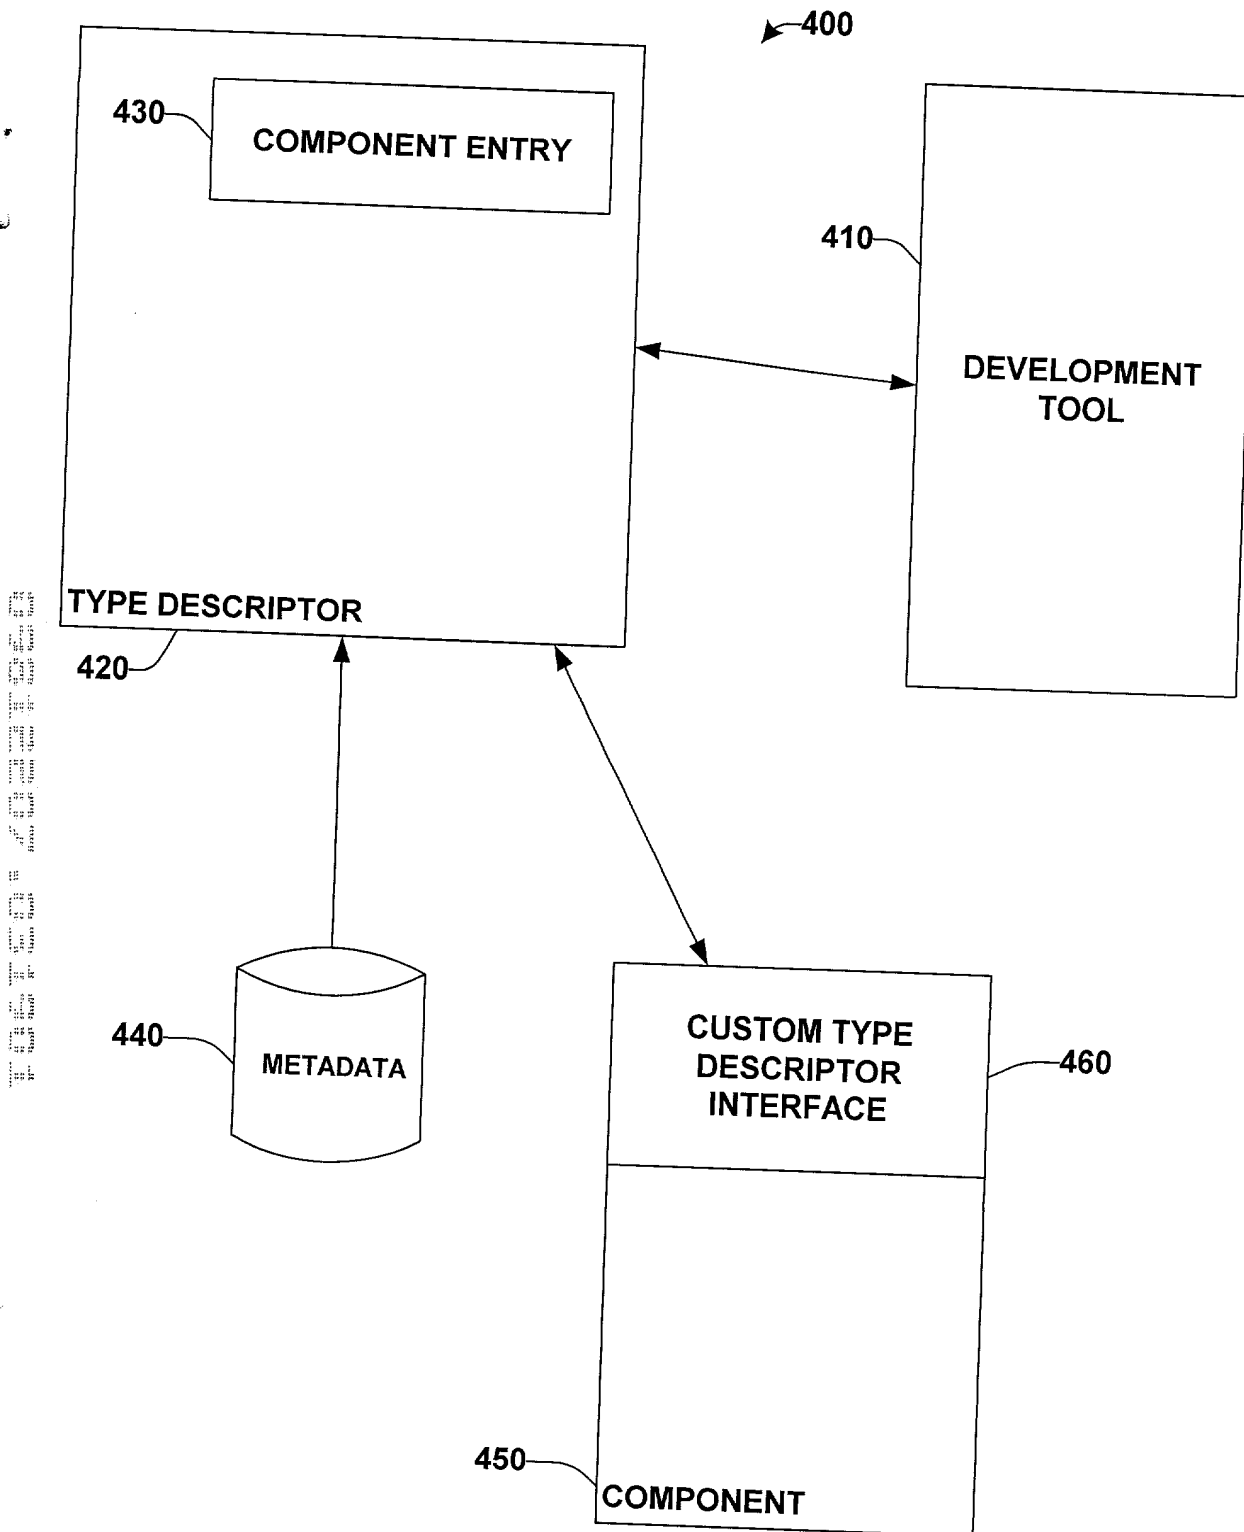 400
430
COMPONENT ENTRY
410
DEVELOPMENT
TOOL
TYPE DESCRIPTOR
420
440
METADATA
CUSTOM TYPE
DESCRIPTOR
INTERFACE
460
450
COMPONENT